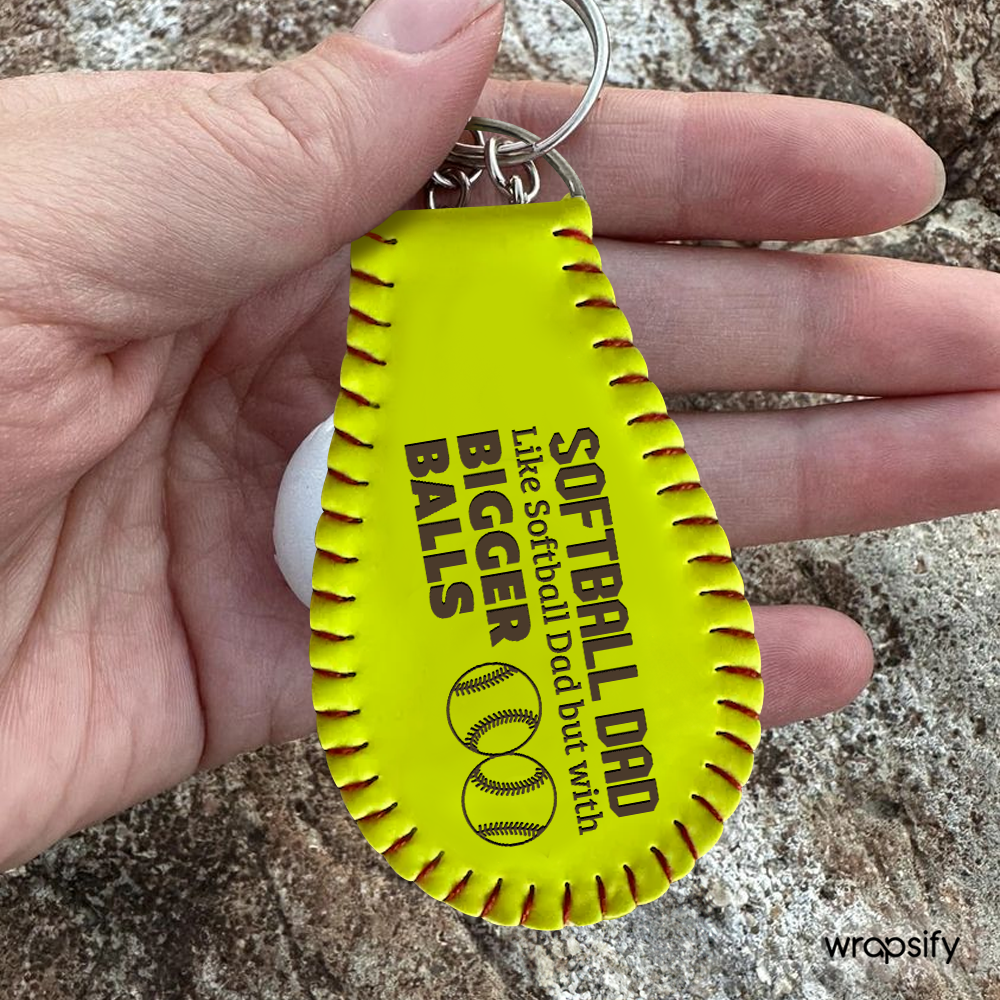 SOFTBALL DAD
Like Softball Dad but with
BIGGER
BALLS
wrapsify